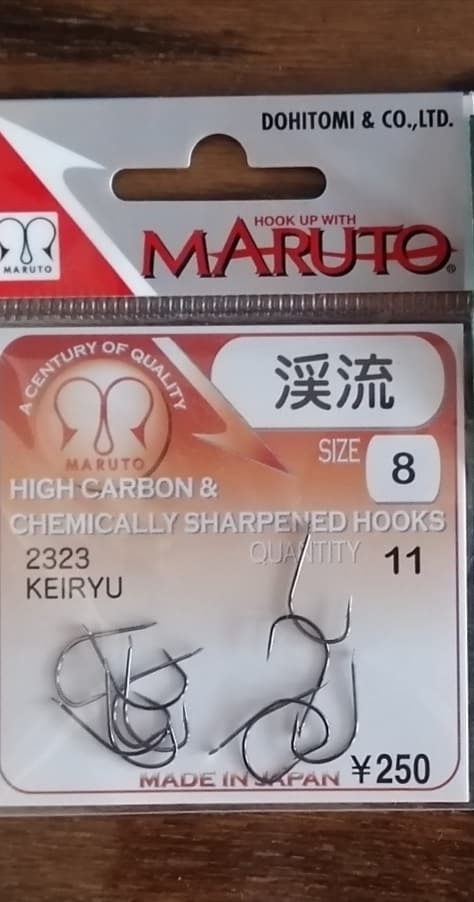 DOHITOMI & CO.,LTD.
HOOK UP WITH
MARUTO®
MARUTO
A CENTURY OF QUALITY
MARUTO
渓流
SIZE 8
HIGH CARBON &
CHEMICALLY SHARPENED HOOKS
2323
KEIRYU
QUANTITY 11
MADE IN JAPAN
¥250